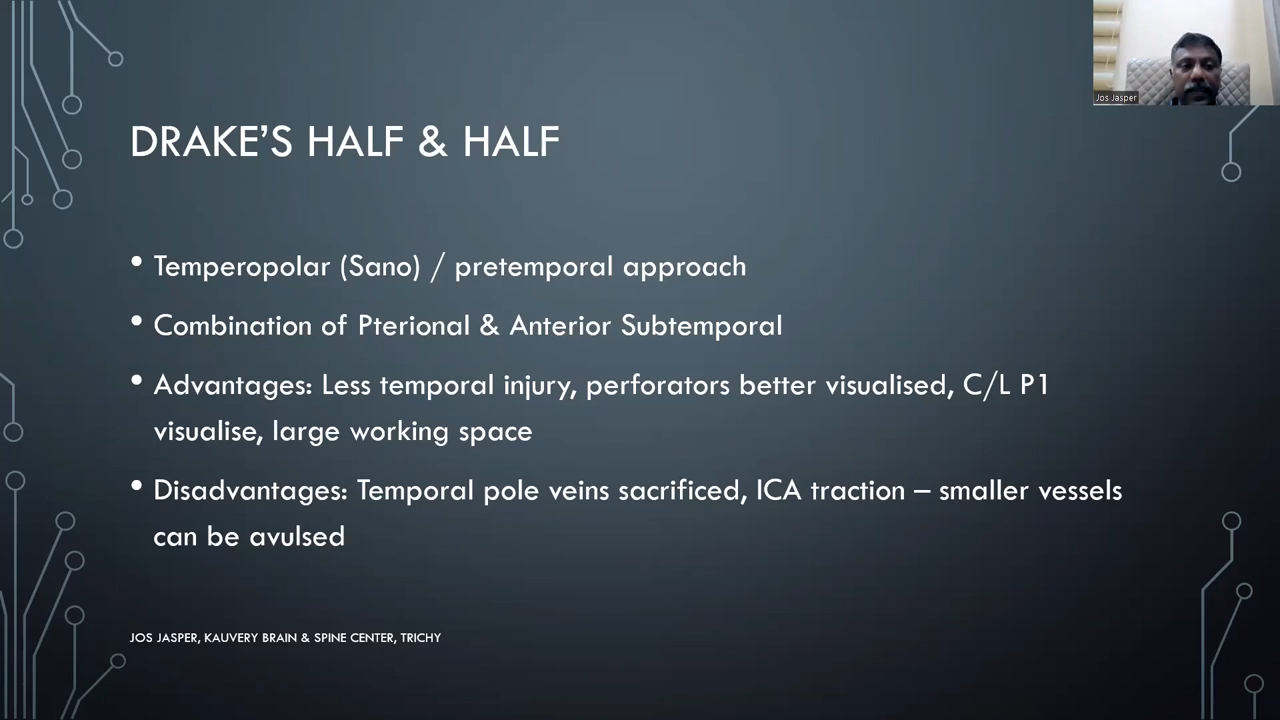 Jos Jasper
DRAKE’S HALF & HALF
• Temperopolar (Sano) / pretemporal approach
• Combination of Pterional & Anterior Subtemporal
• Advantages: Less temporal injury, perforators better visualised, C/L P1
visualise, large working space
• Disadvantages: Temporal pole veins sacrificed, ICA traction – smaller vessels
can be avulsed
JOS JASPER, KAUVERY BRAIN & SPINE CENTER, TRICHY